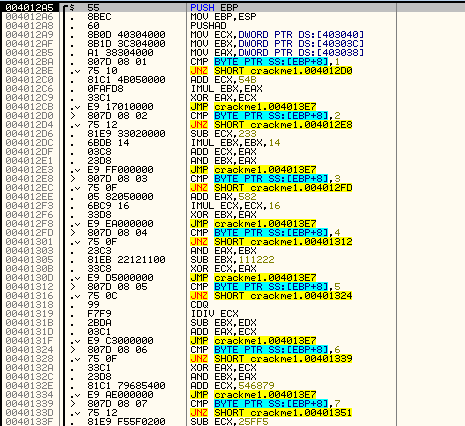 004012A5 $ 55 PUSH EBP
004012A6 . 8BEC MOV EBP,ESP
004012A8 . 60 PUSHAD
004012A9 . 8B0D 40304000 MOV ECX,DWORD PTR DS:[403040]
004012AF . 8B1D 3C304000 MOV EBX,DWORD PTR DS:[40303C]
004012B5 . A1 38304000 MOV EAX,DWORD PTR DS:[403038]
004012BA . 807D 08 01 CMP BYTE PTR SS:[EBP+8],1
004012BE . 75 10 JNZ SHORT crackme1.004012D0
004012C0 . 81C1 4B050000 ADD ECX,54B
004012C6 . 0FAFD8 IMUL EBX,EAX
004012C9 . 33C1 XOR EAX,ECX
004012CB . E9 17010000 JMP crackme1.004013E7
004012D0 > 807D 08 02 CMP BYTE PTR SS:[EBP+8],2
004012D4 . 75 12 JNZ SHORT crackme1.004012E8
004012D6 . 81E9 33020000 SUB ECX,233
004012DC . 6BDB 14 IMUL EBX,EBX,14
004012DF . 03C8 ADD ECX,EAX
004012E1 . 23D8 AND EBX,EAX
004012E3 . E9 FF000000 JMP crackme1.004013E7
004012E8 > 807D 08 03 CMP BYTE PTR SS:[EBP+8],3
004012EC . 75 0F JNZ SHORT crackme1.004012FD
004012EE . 05 82050000 ADD EAX,582
004012F3 . 6BC9 16 IMUL ECX,ECX,16
004012F6 . 33D8 XOR EBX,EAX
004012F8 . E9 EA000000 JMP crackme1.004013E7
004012FD > 807D 08 04 CMP BYTE PTR SS:[EBP+8],4
00401301 . 75 0F JNZ SHORT crackme1.00401312
00401303 . 23C3 AND EAX,EBX
00401305 . 81EB 22121100 SUB EBX,111222
0040130B . 33C8 XOR ECX,EAX
0040130D . E9 D5000000 JMP crackme1.004013E7
00401312 > 807D 08 05 CMP BYTE PTR SS:[EBP+8],5
00401316 . 75 0C JNZ SHORT crackme1.00401324
00401318 . 99 CDQ
00401319 . F7F9 IDIV ECX
0040131B . 2BDA SUB EBX,EDX
0040131D . 03C1 ADD EAX,ECX
0040131F . E9 C3000000 JMP crackme1.004013E7
00401324 > 807D 08 06 CMP BYTE PTR SS:[EBP+8],6
00401328 . 75 0F JNZ SHORT crackme1.00401339
0040132A . 33C1 XOR EAX,ECX
0040132C . 23D8 AND EBX,EAX
0040132E . 81C1 79685400 ADD ECX,546879
00401334 . E9 AE000000 JMP crackme1.004013E7
00401339 > 807D 08 07 CMP BYTE PTR SS:[EBP+8],7
0040133D . 75 12 JNZ SHORT crackme1.00401351
0040133F . 81E9 F55F0200 SUB ECX,25FF5